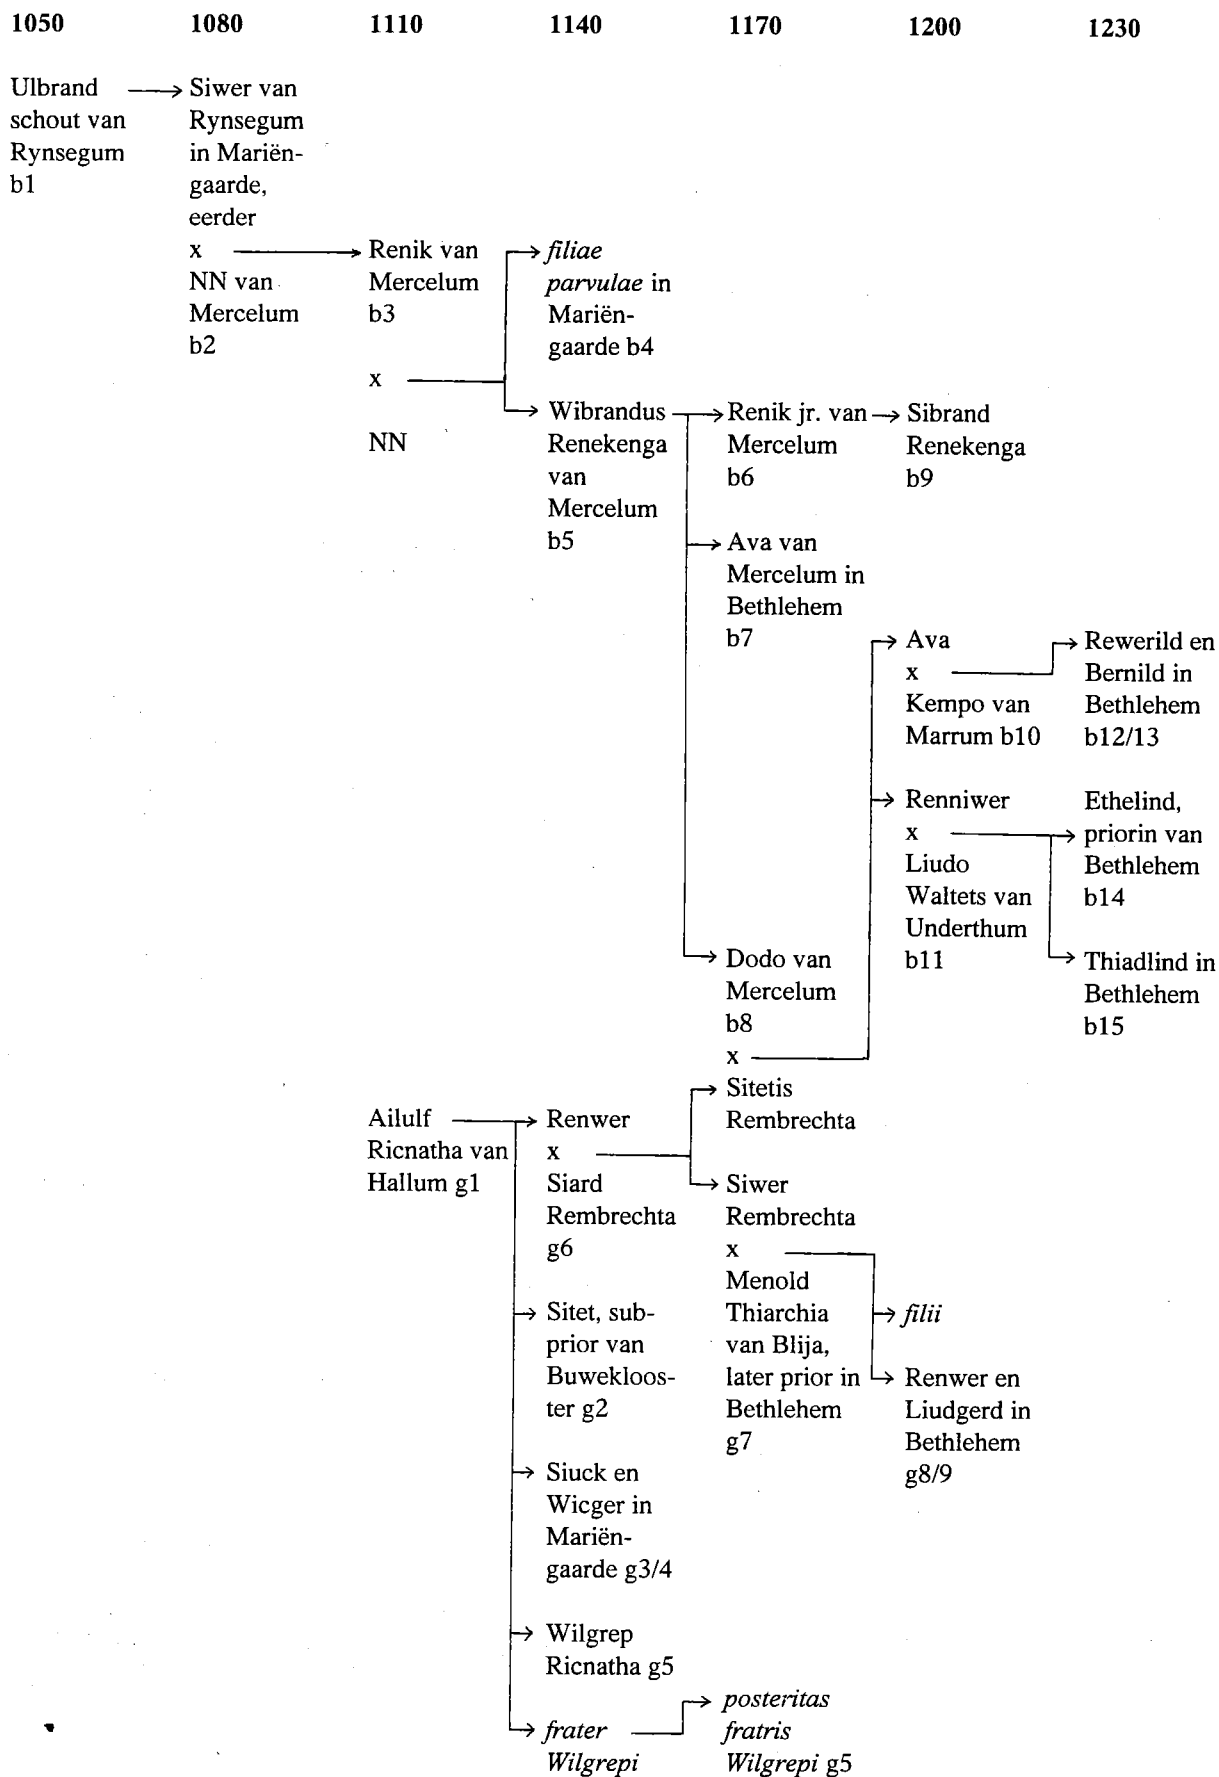 1050 1080 1110 1140 1170 1200 1230
Ulbrand
schout van
Rynsegum
b1
Siwer van
Rynsegum
in Mariën-
gaarde,
eerder
x
NN van
Mercelum
b2
Renik van
Mercelum
b3
x
NN
filiae
parvulae in
Mariën-
gaarde b4
Wibrandus
Renekenga
van
Mercelum
b5
Renik jr. van
Mercelum
b6
Sibrand
Renekenga
b9
Ava van
Mercelum in
Bethlehem
b7
Ava
x
Kempo van
Marrum b10
Rewerild en
Bernild in
Bethlehem
b12/13
Renniwer
x
Liudo
Waltets van
Underthum
b11
Ethelind,
priorin van
Bethlehem
b14
Thiadlind in
Bethlehem
b15
Dodo van
Mercelum
b8
x
Sitetis
Rembrechta
Ailulf
Ricnatha van
Hallum g1
Renwer
x
Siard
Rembrechta
g6
Siwer
Rembrechta
x
Menold
Thiarchia
van Blija,
later prior in
Bethlehem
g7
filii
Renwer en
Liudgerd in
Bethlehem
g8/9
Sitet, sub-
prior van
Buwekloos-
ter g2
Siuck en
Wicger in
Mariën-
gaarde g3/4
Wilgrep
Ricnatha g5
frater
Wilgrepi
posteritas
fratris
Wilgrepi g5